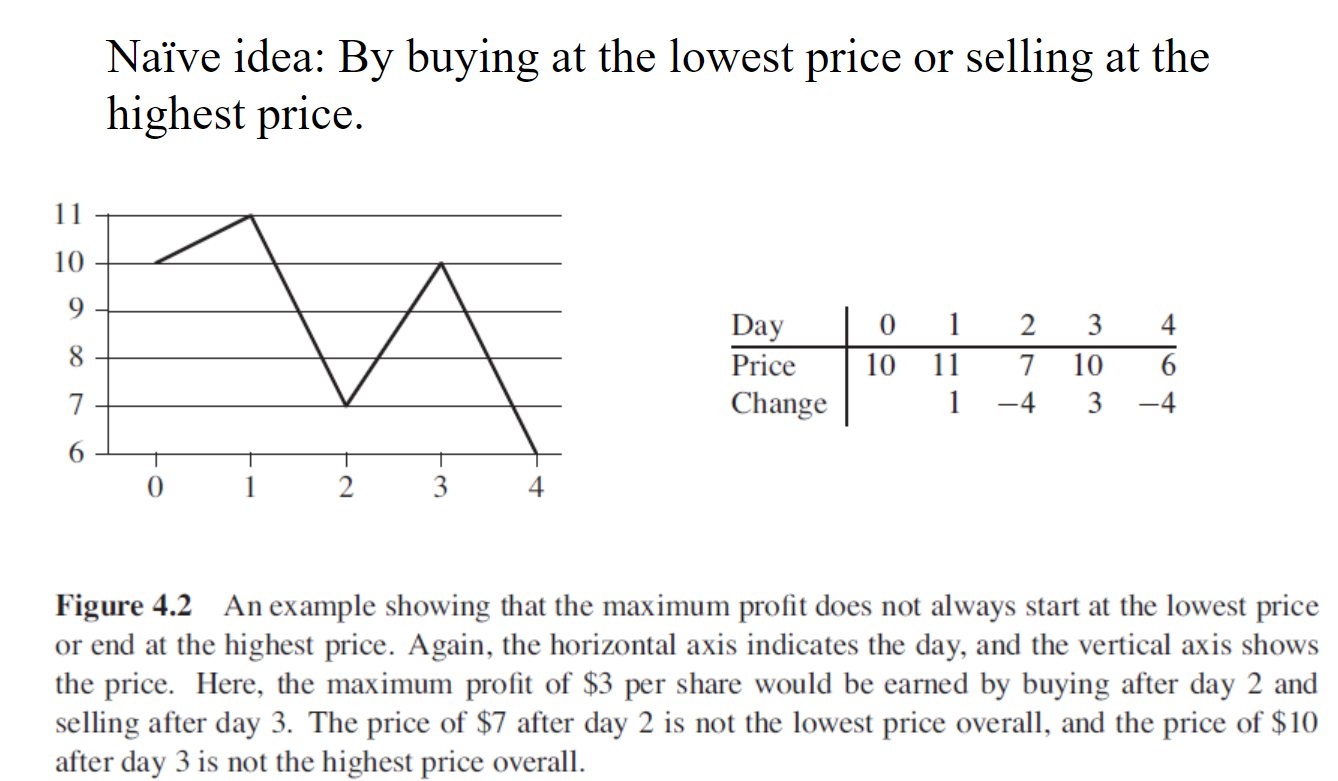 Naïve idea: By buying at the lowest price or selling at the
highest price.
11
10
9
8
7
6
0 1 2 3 4
Day 0 1 2 3 4
Price 10 11 7 10 6
Change 1 −4 3 −4
Figure 4.2 An example showing that the maximum profit does not always start at the lowest price
or end at the highest price. Again, the horizontal axis indicates the day, and the vertical axis shows
the price. Here, the maximum profit of $3 per share would be earned by buying after day 2 and
selling after day 3. The price of $7 after day 2 is not the lowest price overall, and the price of $10
after day 3 is not the highest price overall.